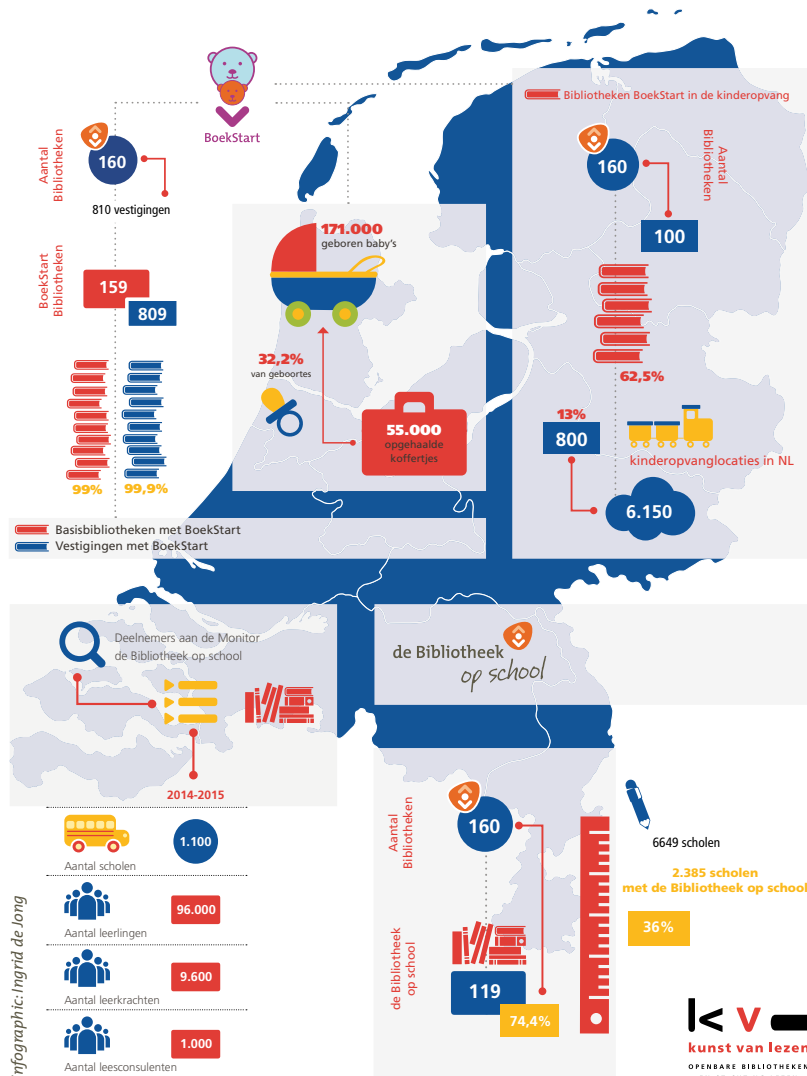 BoekStart
Aantal
Bibliotheken
160
810 vestigingen
BoekStart
Bibliotheken
159
809
99%
99,9%
Basisbibliotheken met BoekStart
Vestigingen met BoekStart
171.000
geboren baby's
32,2%
van geboortes
55.000
opgehaalde
koffertjes
Bibliotheken BoekStart in de kinderopvang
160
Aantal
Bibliotheken
100
62,5%
13%
800
kinderopvanglocaties in NL
6.150
Deelnemers aan de Monitor
de Bibliotheek op school
2014-2015
Aantal scholen
1.100
Aantal leerlingen
96.000
Aantal leerkrachten
9.600
Aantal leesconsulenten
1.000
de Bibliotheek
op school
Aantal
Bibliotheken
160
de Bibliotheek
op school
119
74,4%
6649 scholen
2.385 scholen
met de Bibliotheek op school
36%
kv
kunst van lezen
OPENBARE BIBLIOTHEKEN
Infographic: Ingrid de Jong